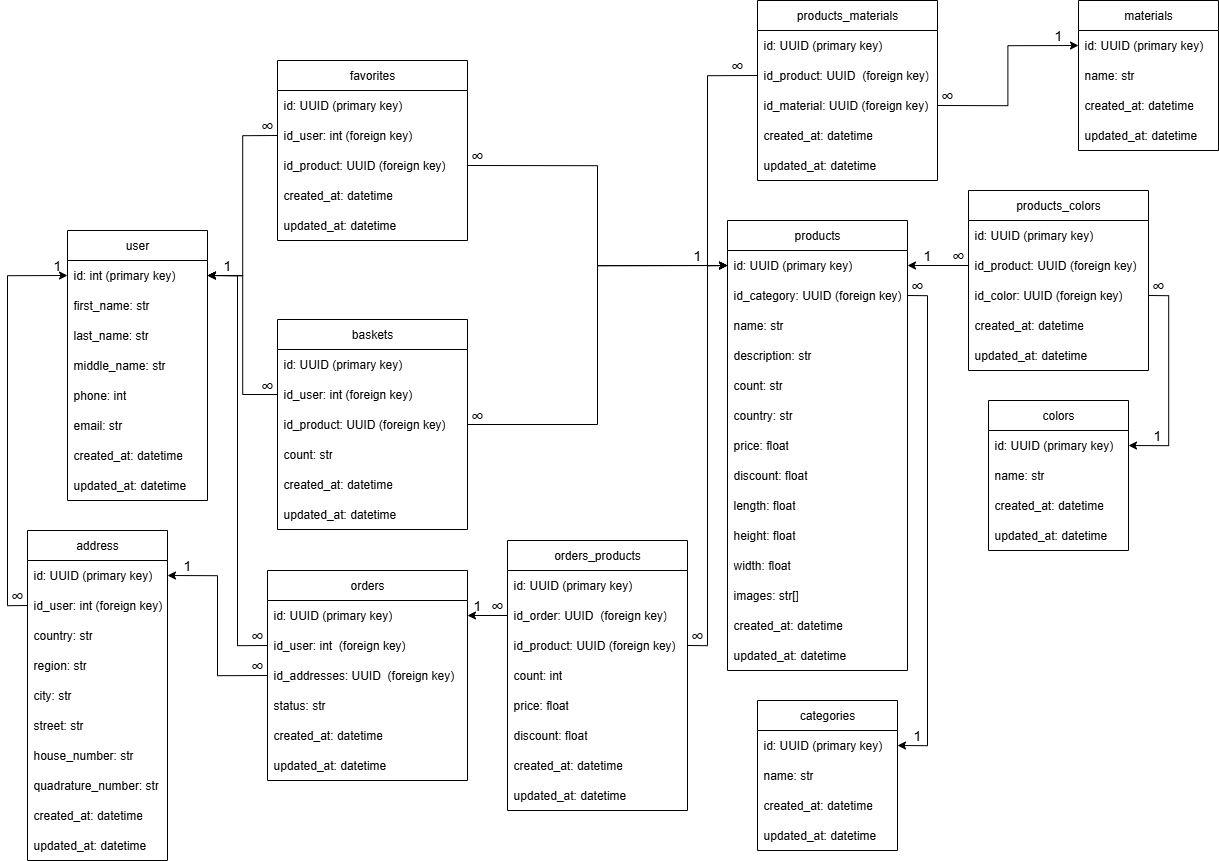 products_materials
id: UUID (primary key)
id_product: UUID (foreign key)
id_material: UUID (foreign key)
created_at: datetime
updated_at: datetime
∞
∞
materials
id: UUID (primary key)
name: str
created_at: datetime
updated_at: datetime
1
favorites
id: UUID (primary key)
id_user: int (foreign key)
id_product: UUID (foreign key)
created_at: datetime
updated_at: datetime
∞
∞
user
id: int (primary key)
first_name: str
last_name: str
middle_name: str
phone: int
email: str
created_at: datetime
updated_at: datetime
1
1
baskets
id: UUID (primary key)
id_user: int (foreign key)
id_product: UUID (foreign key)
count: str
created_at: datetime
updated_at: datetime
∞
∞
products
id: UUID (primary key)
id_category: UUID (foreign key)
name: str
description: str
count: str
country: str
price: float
discount: float
length: float
height: float
width: float
images: str[]
created_at: datetime
updated_at: datetime
1
1
∞
products_colors
id: UUID (primary key)
id_product: UUID (foreign key)
id_color: UUID (foreign key)
created_at: datetime
updated_at: datetime
∞
∞
colors
id: UUID (primary key)
name: str
created_at: datetime
updated_at: datetime
1
address
id: UUID (primary key)
id_user: int (foreign key)
country: str
region: str
city: str
street: str
house_number: str
quadrature_number: str
created_at: datetime
updated_at: datetime
∞
1
orders
id: UUID (primary key)
id_user: int (foreign key)
id_addresses: UUID (foreign key)
status: str
created_at: datetime
updated_at: datetime
∞
∞
1
orders_products
id: UUID (primary key)
id_order: UUID (foreign key)
id_product: UUID (foreign key)
count: int
price: float
discount: float
created_at: datetime
updated_at: datetime
∞
∞
categories
id: UUID (primary key)
name: str
created_at: datetime
updated_at: datetime
1